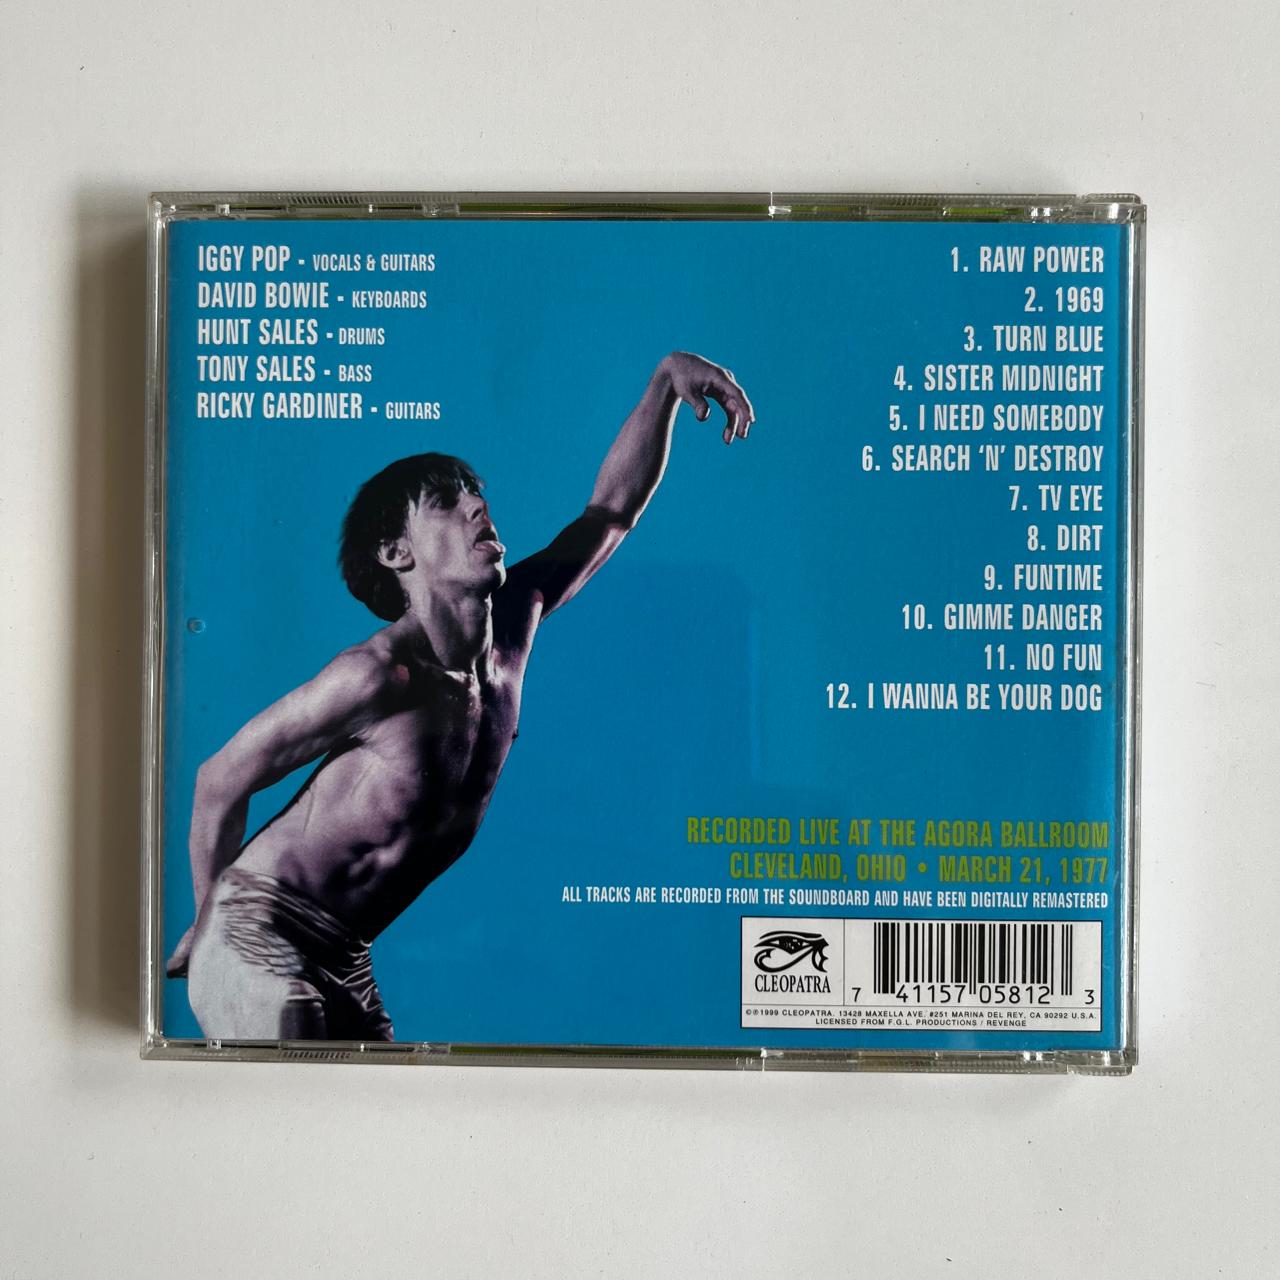 IGGY POP - VOCALS & GUITARS
DAVID BOWIE - KEYBOARDS
HUNT SALES - DRUMS
TONY SALES - BASS
RICKY GARDINER - GUITARS
1. RAW POWER
2. 1969
3. TURN BLUE
4. SISTER MIDNIGHT
5. I NEED SOMEBODY
6. SEARCH ‘N’ DESTROY
7. TV EYE
8. DIRT
9. FUNTIME
10. GIMME DANGER
11. NO FUN
12. I WANNA BE YOUR DOG
RECORDED LIVE AT THE AGORA BALLROOM
CLEVELAND, OHIO • MARCH 21, 1977
ALL TRACKS ARE RECORDED FROM THE SOUNDBOARD AND HAVE BEEN DIGITALLY REMASTERED
CLEOPATRA
7 41157 05812 3
©℗1999 CLEOPATRA. 13428 MAXELLA AVE. #251 MARINA DEL REY, CA 90292 U.S.A.
LICENSED FROM F.G.L. PRODUCTIONS / REVENGE